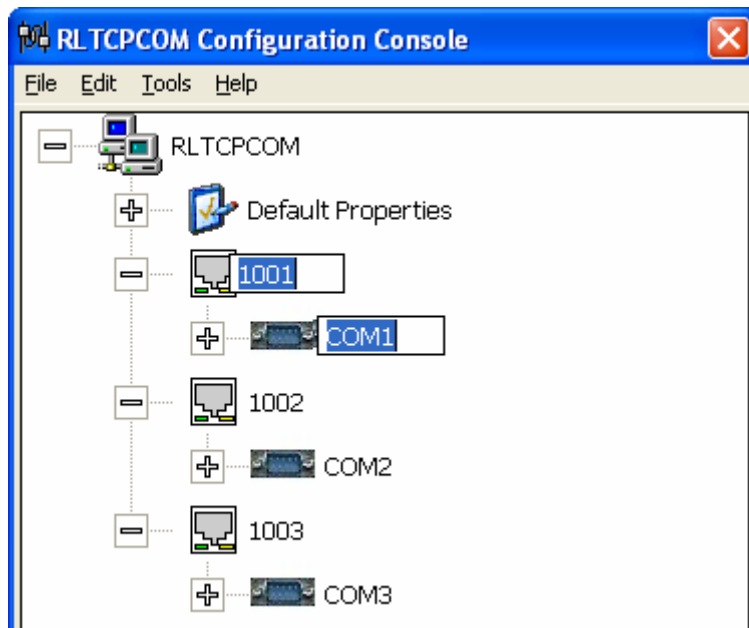 RLTCPCOM Configuration Console
File Edit Tools Help
RLTCPCOM
Default Properties
1001
COM1
1002
COM2
1003
COM3